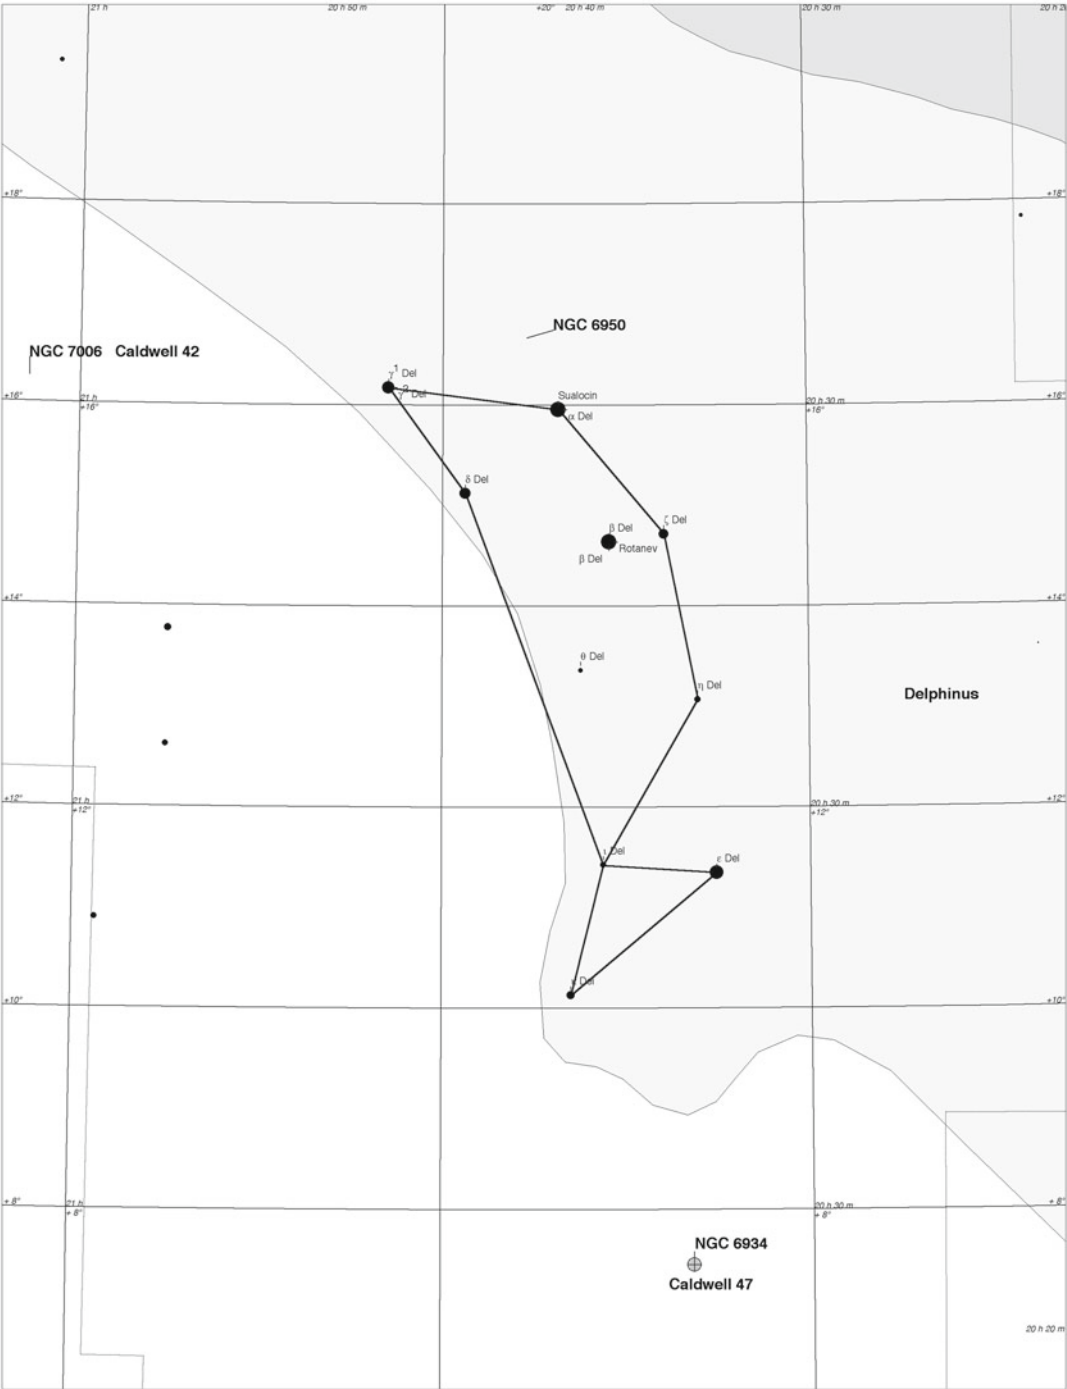 21 h
20 h 50 m
+20° 20 h 40 m
20 h 30 m
+18°
+18°
NGC 6950
NGC 7006 Caldwell 42
γ1 Del
γ2 Del
Sualocin
α Del
+16°
21 h
+16°
20 h 30 m
+16°
+16°
δ Del
ζ Del
β Del
Rotanev
β Del
+14°
+14°
θ Del
η Del
Delphinus
+12°
21 h
+12°
20 h 30 m
+12°
+12°
ι Del
ε Del
κ Del
+10°
+10°
+8°
21 h
+8°
20 h 30 m
+8°
+8°
NGC 6934
Caldwell 47
20 h 20 m